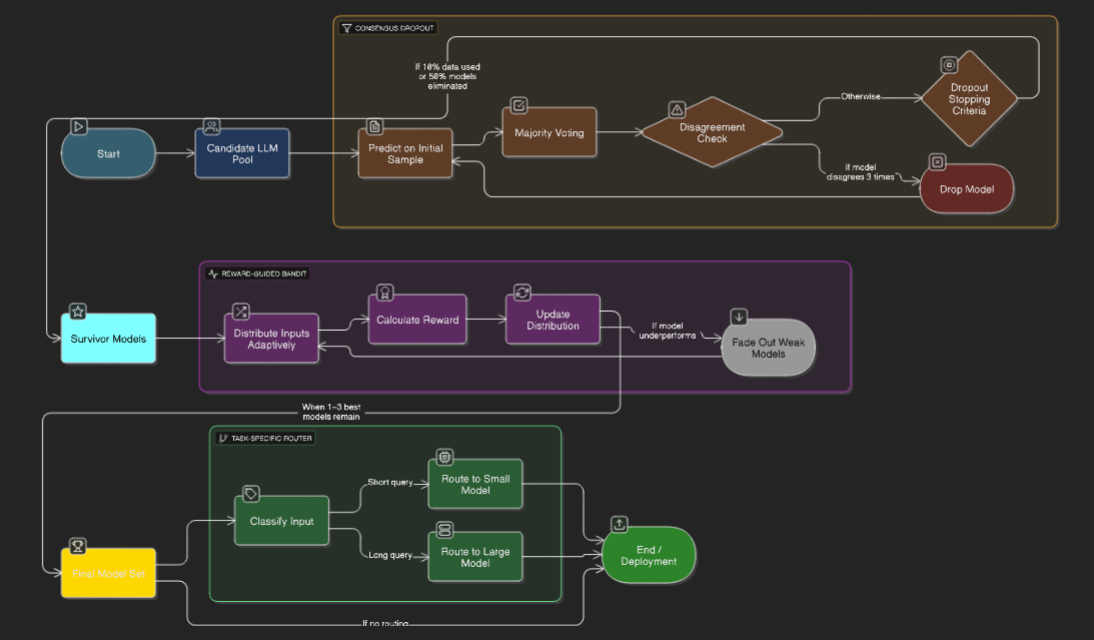 CONSENSUS DROPOUT
If 10% data used
or 50% models
eliminated
Start
Candidate LLM
Pool
Predict on Initial
Sample
Majority Voting
Disagreement
Check
Otherwise
Dropout
Stopping
Criteria
If model
disagrees 3 times
Drop Model
REWARD-GUIDED BANDIT
Survivor Models
Distribute Inputs
Adaptively
Calculate Reward
Update
Distribution
If model
underperforms
Fade Out Weak
Models
When 1-3 best
models remain
TASK-SPECIFIC ROUTER
Final Model Set
Classify Input
Short query
Route to Small
Model
Long query
Route to Large
Model
End /
Deployment
If no routing